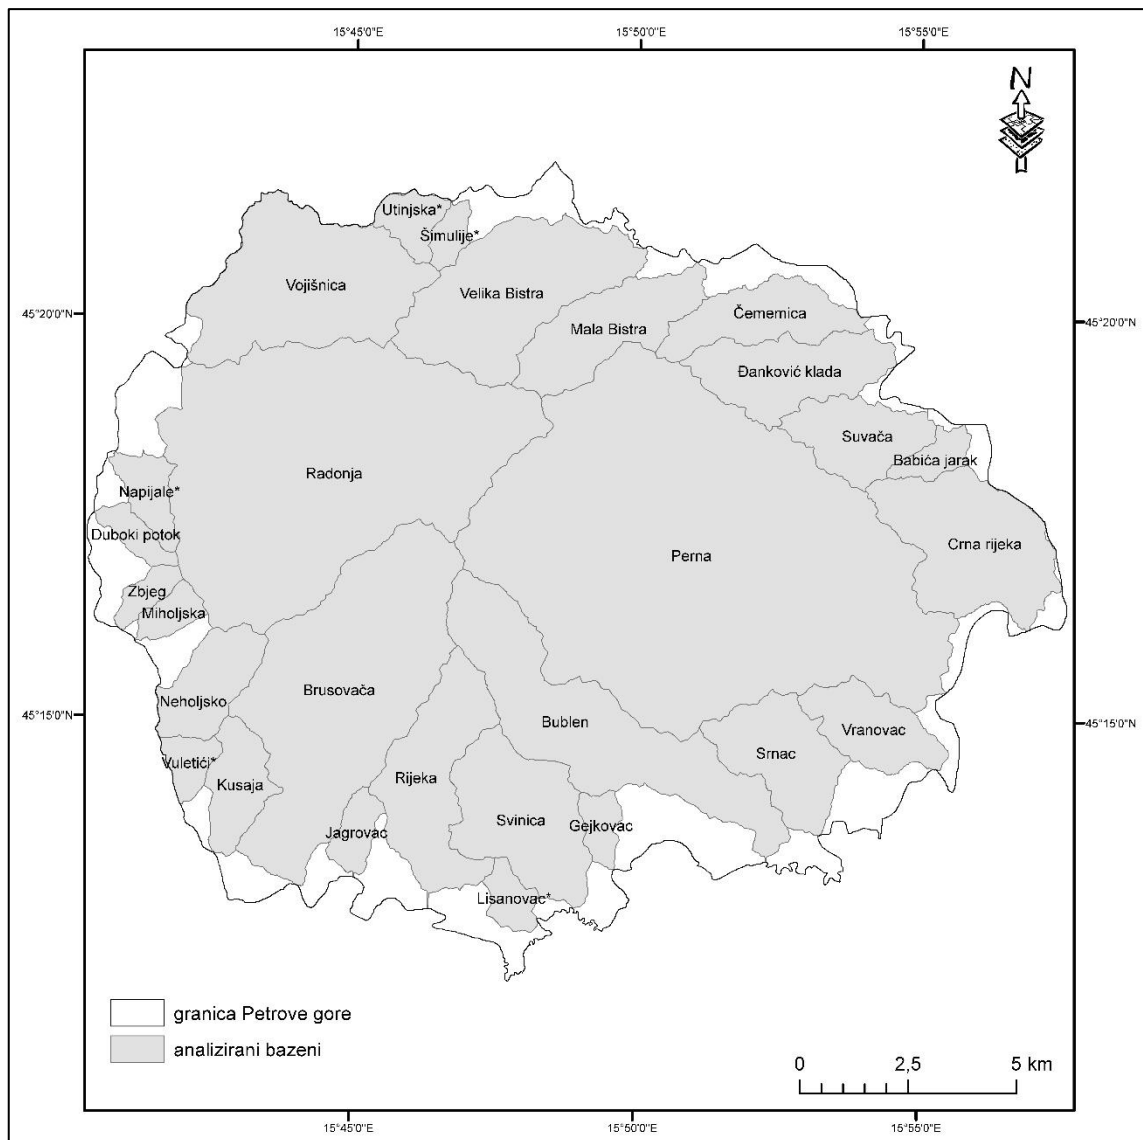 15°45'0"E
15°50'0"E
15°55'0"E
N
Utinjska*
Šimulije*
Vojišnica
Velika Bistra
45°20'0"N
Čemernica
45°20'0"N
Mala Bistra
Đanković klada
Suvača
Babića jarak
Radonja
Napijale*
Duboki potok
Crna rijeka
Perna
Zbjeg
Miholjska
Brusovača
Neholjsko
45°15'0"N
Bublen
45°15'0"N
Vranovac
Srnac
Vuletići*
Rijeka
Kusaja
Svinica
Gejkovac
Jagrovac
Lisanovac*
granica Petrove gore
analizirani bazeni
0
2,5
5 km
15°45'0"E
15°50'0"E
15°55'0"E